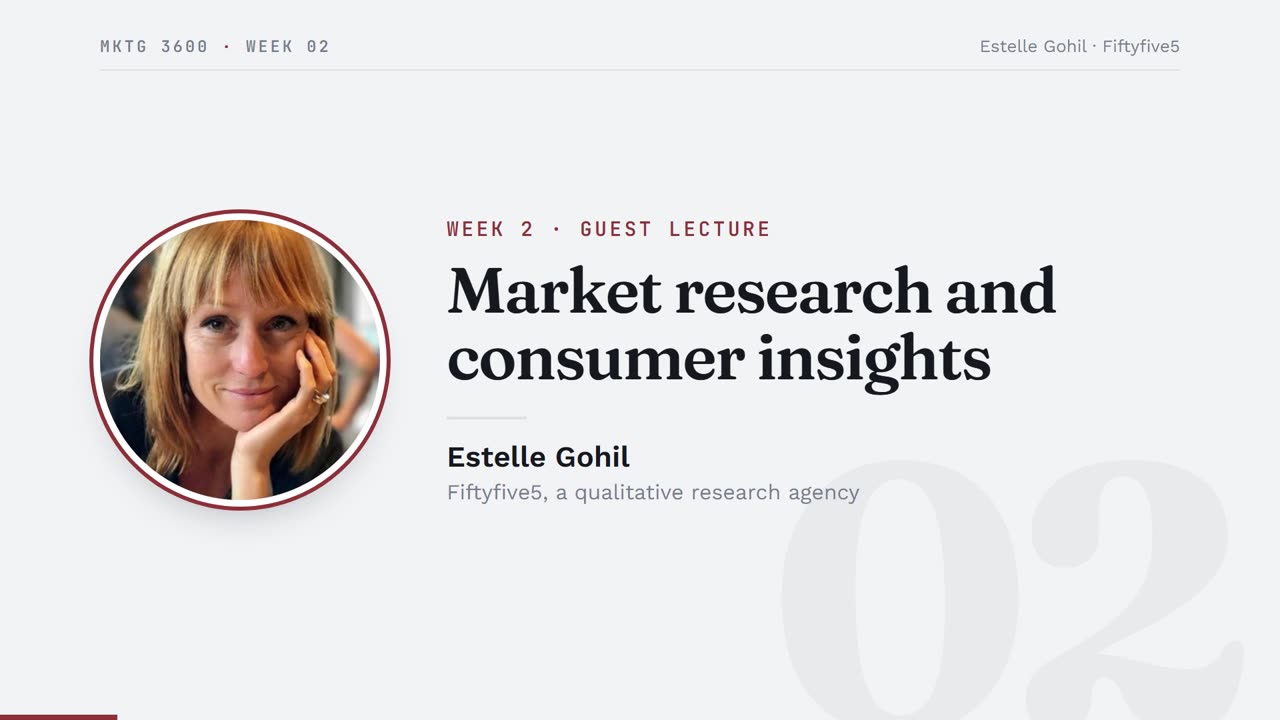 MKTG 3600 · WEEK 02
Estelle Gohil · Fiftyfive5
WEEK 2 · GUEST LECTURE
Market research and
consumer insights
Estelle Gohil
Fiftyfive5, a qualitative research agency
02